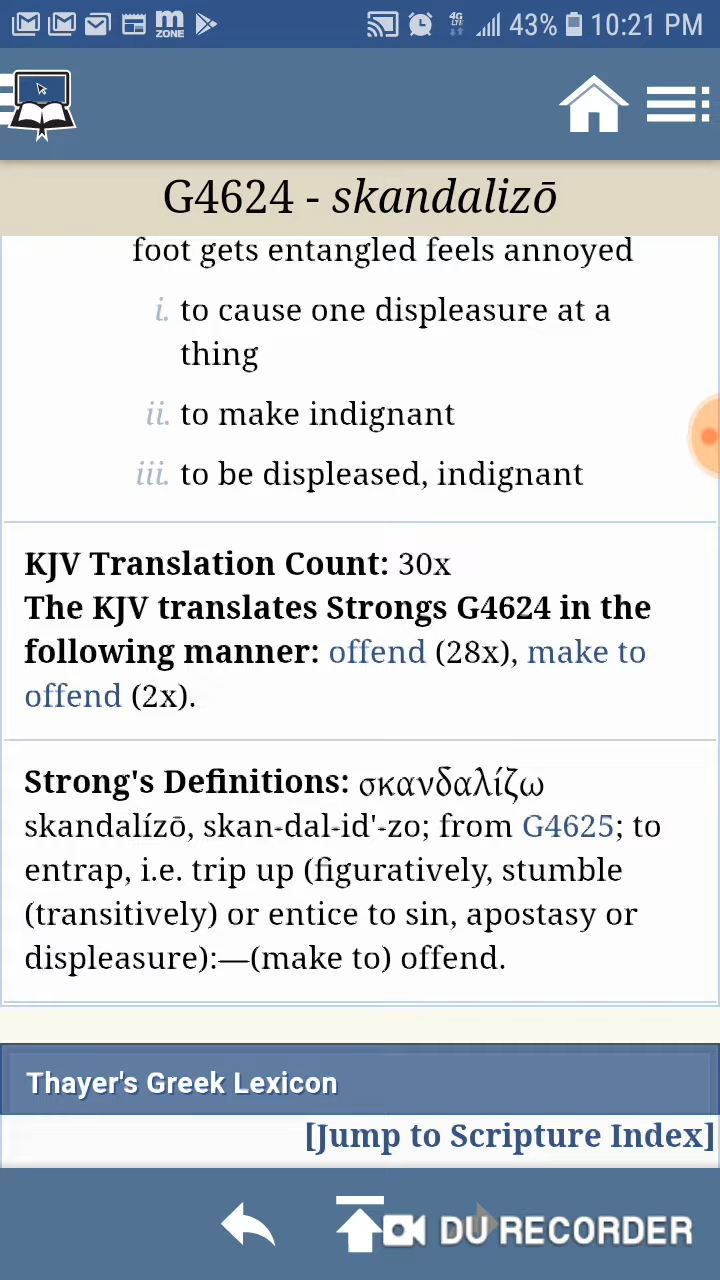 m
ZONE
4G
LTE
43%
10:21 PM
G4624 - skandalizō
foot gets entangled feels annoyed
i. to cause one displeasure at a
thing
ii. to make indignant
iii. to be displeased, indignant
KJV Translation Count: 30x
The KJV translates Strongs G4624 in the
following manner: offend (28x), make to
offend (2x).
Strong's Definitions: σκανδαλίζω
skandalízō, skan-dal-id'-zo; from G4625; to
entrap, i.e. trip up (figuratively, stumble
(transitively) or entice to sin, apostasy or
displeasure):—(make to) offend.
Thayer's Greek Lexicon
[Jump to Scripture Index]
DU RECORDER